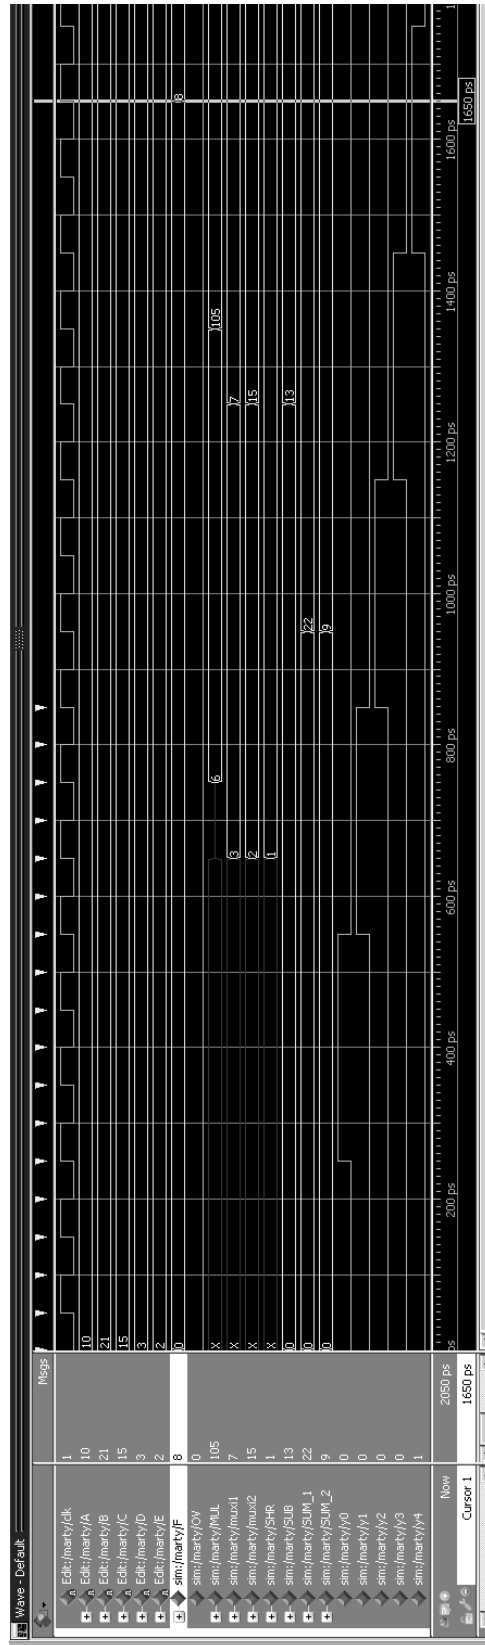 Wave - Default
Msgs
Edit:/marty/clk 1
Edit:/marty/A 10 10
Edit:/marty/B 21 21
Edit:/marty/C 15 15
Edit:/marty/D 3 3
Edit:/marty/E 2 2
sim:/marty/F 8 0 8
sim:/marty/OV 0
sim:/marty/MUL 105 X 6 105
sim:/marty/muxi1 7 X 3 7
sim:/marty/muxi2 15 X 2 15
sim:/marty/SHR 1 X 1
sim:/marty/SUB 13 0 13
sim:/marty/SUM_1 22 0 22
sim:/marty/SUM_2 9 0 9
sim:/marty/y0 0
sim:/marty/y1 0
sim:/marty/y2 0
sim:/marty/y3 0
sim:/marty/y4 1
Now 2050 ps ps 200 ps 400 ps 600 ps 800 ps 1000 ps 1200 ps 1400 ps 1600 ps
Cursor 1 1650 ps 1650 ps